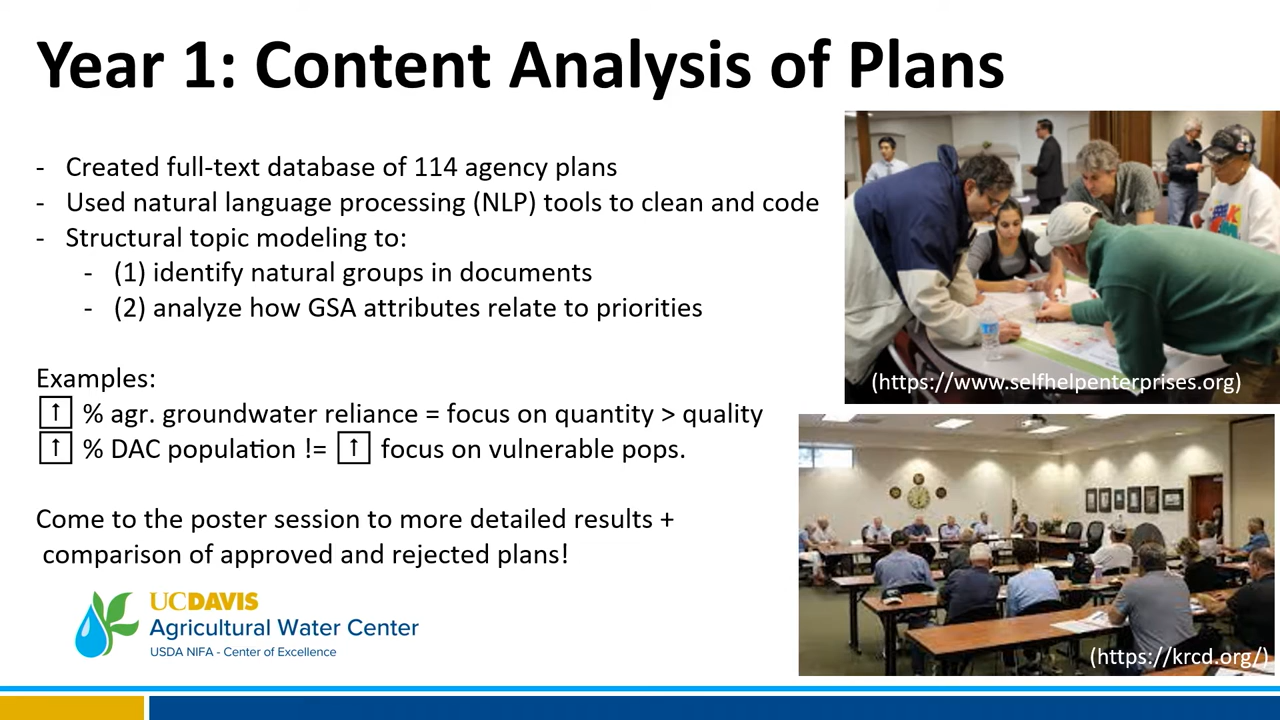 Year 1: Content Analysis of Plans
- Created full-text database of 114 agency plans
- Used natural language processing (NLP) tools to clean and code
- Structural topic modeling to:
- (1) identify natural groups in documents
- (2) analyze how GSA attributes relate to priorities
Examples:
↑ % agr. groundwater reliance = focus on quantity > quality
↑ % DAC population != ↑ focus on vulnerable pops.
Come to the poster session to more detailed results +
comparison of approved and rejected plans!
UCDAVIS
Agricultural Water Center
USDA NIFA - Center of Excellence
(https://www.selfhelpenterprises.org)
(https://krcd.org/)